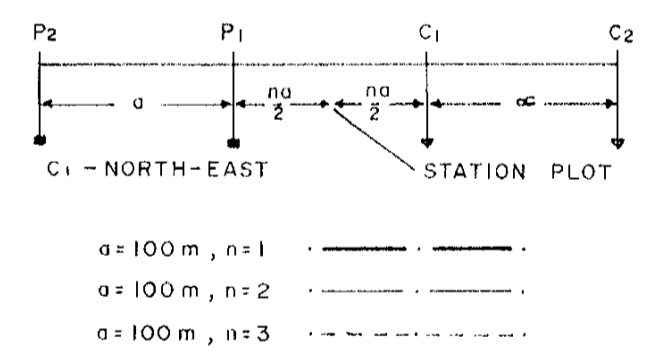 P2 P1 C1 C2
a na/2 na/2 ∝
C1 - NORTH-EAST STATION PLOT
a = 100 m , n = 1
a = 100 m , n = 2
a = 100 m , n = 3